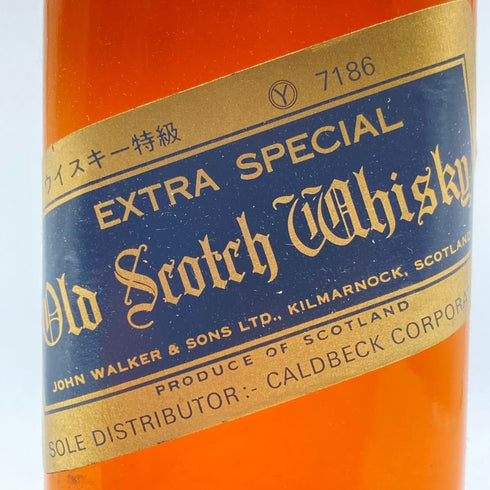 ウイスキー特級 Ⓨ 7186
EXTRA SPECIAL
Old Scotch Whisky
JOHN WALKER & SONS LTD., KILMARNOCK, SCOTLAND
PRODUCE OF SCOTLAND
SOLE DISTRIBUTOR:- CALDBECK CORPORA